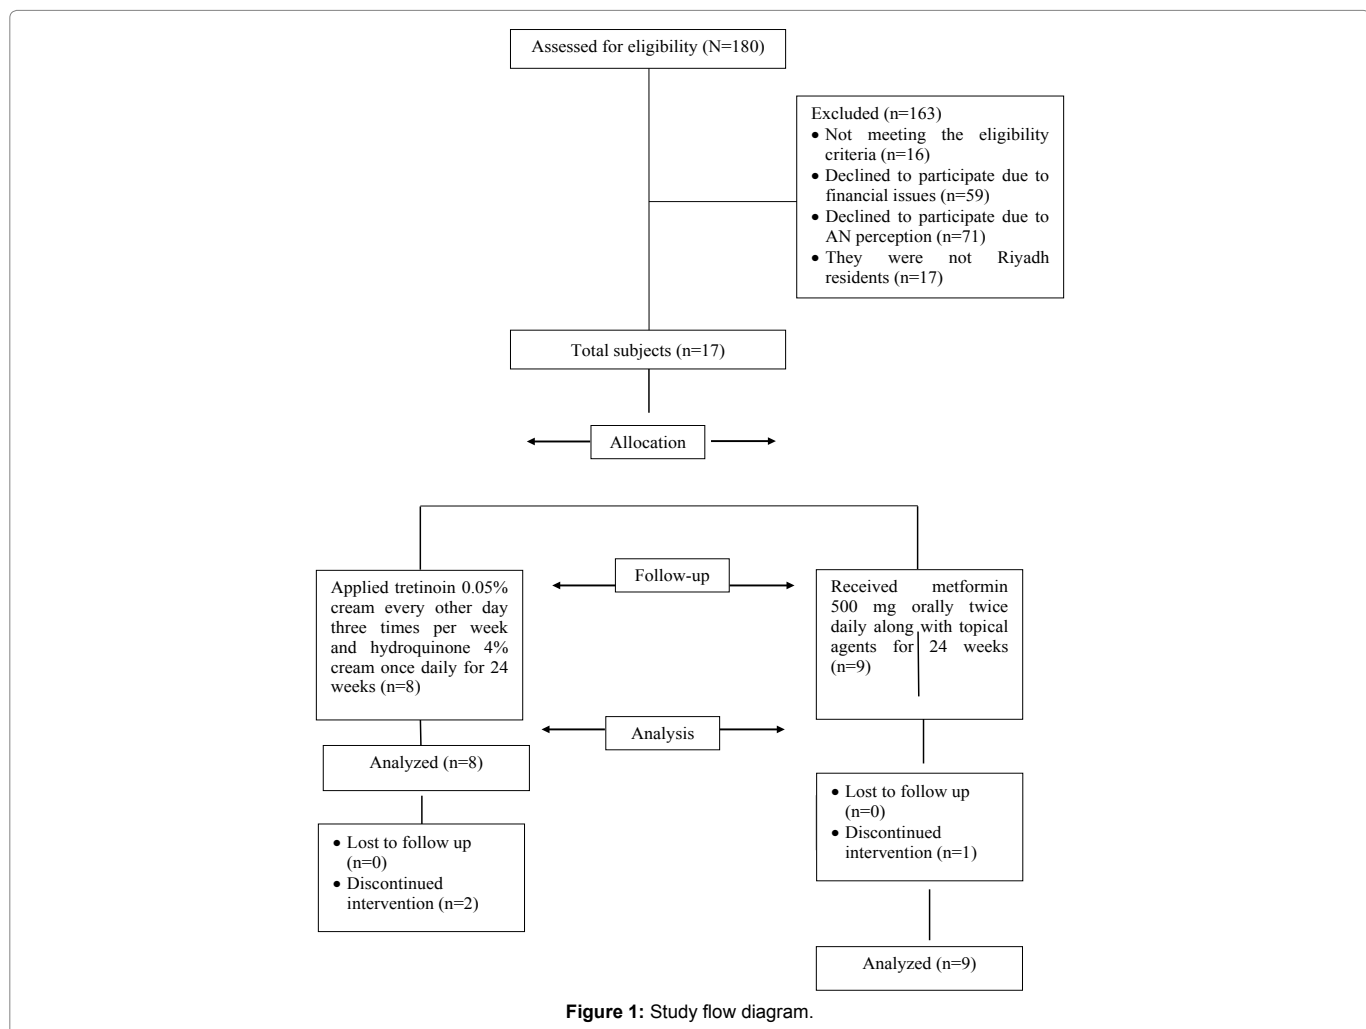 Assessed for eligibility (N=180)
Excluded (n=163)
• Not meeting the eligibility
criteria (n=16)
• Declined to participate due to
financial issues (n=59)
• Declined to participate due to
AN perception (n=71)
• They were not Riyadh
residents (n=17)
Total subjects (n=17)
Allocation
Follow-up
Applied tretinoin 0.05%
cream every other day
three times per week
and hydroquinone 4%
cream once daily for 24
weeks (n=8)
Received metformin
500 mg orally twice
daily along with topical
agents for 24 weeks
(n=9)
Analysis
Analyzed (n=8)
• Lost to follow up
(n=0)
• Discontinued
intervention (n=2)
• Lost to follow up
(n=0)
• Discontinued
intervention (n=1)
Analyzed (n=9)
Figure 1: Study flow diagram.